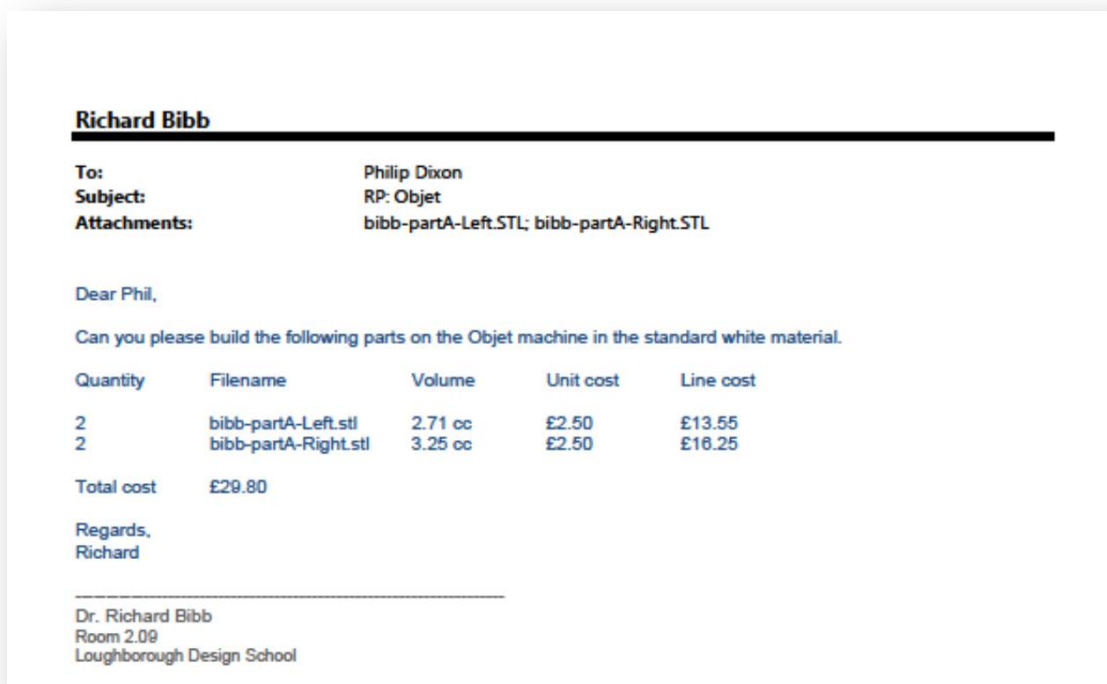 Richard Bibb
To: Philip Dixon
Subject: RP: Objet
Attachments: bibb-partA-Left.STL; bibb-partA-Right.STL
Dear Phil,
Can you please build the following parts on the Objet machine in the standard white material.
Quantity Filename Volume Unit cost Line cost
2 bibb-partA-Left.stl 2.71 cc £2.50 £13.55
2 bibb-partA-Right.stl 3.25 cc £2.50 £16.25
Total cost £29.80
Regards,
Richard
Dr. Richard Bibb
Room 2.09
Loughborough Design School